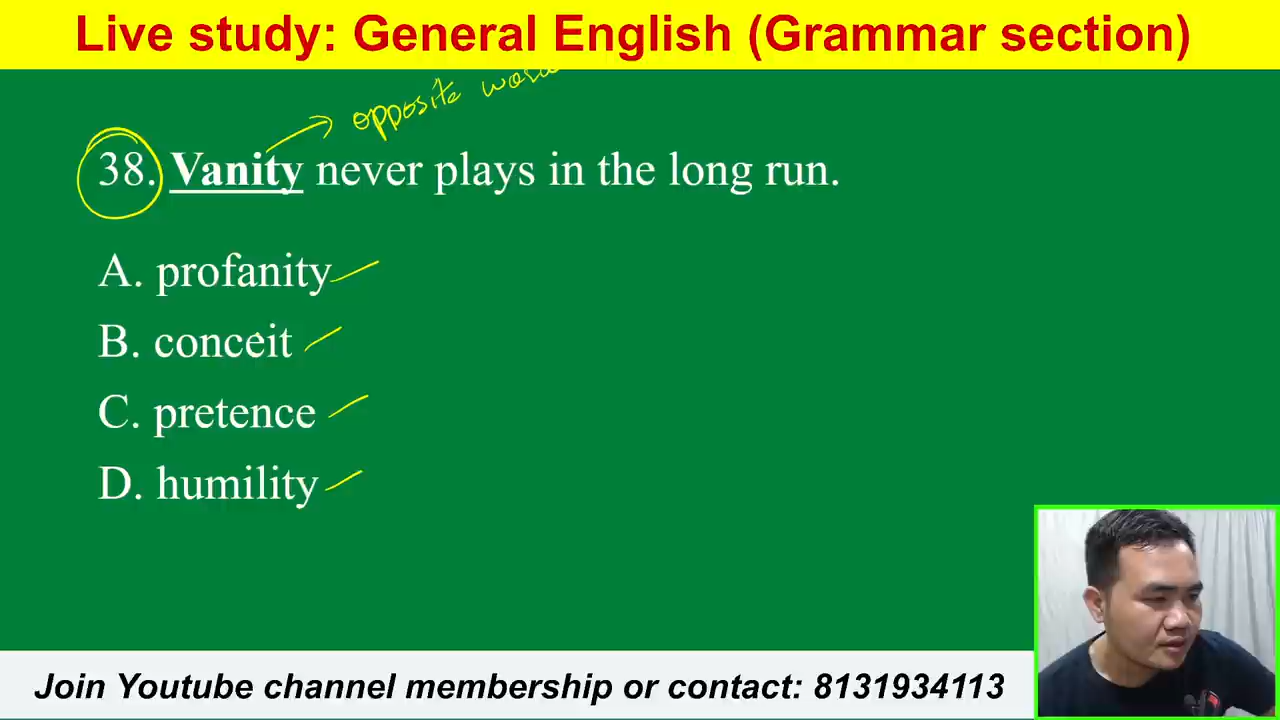 Live study: General English (Grammar section)
opposite
38. Vanity never plays in the long run.
A. profanity
B. conceit
C. pretence
D. humility
Join Youtube channel membership or contact: 8131934113